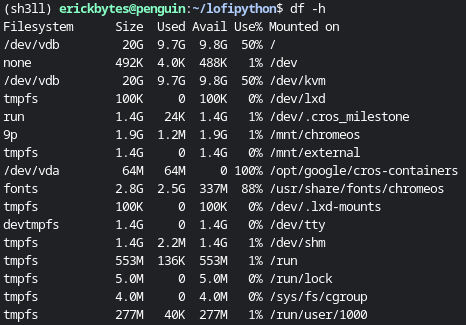 (sh3ll) erickbytes@penguin:~/lofipython$ df -h
Filesystem      Size  Used Avail Use% Mounted on
/dev/vdb         20G  9.7G  9.8G  50% /
none            492K  4.0K  488K   1% /dev
/dev/vdb         20G  9.7G  9.8G  50% /dev/kvm
tmpfs           100K     0  100K   0% /dev/lxd
run             1.4G   24K  1.4G   1% /dev/.cros_milestone
9p              1.9G  1.2M  1.9G   1% /mnt/chromeos
tmpfs           1.4G     0  1.4G   0% /mnt/external
/dev/vda         64M   64M     0 100% /opt/google/cros-containers
fonts           2.8G  2.5G  337M  88% /usr/share/fonts/chromeos
tmpfs           100K     0  100K   0% /dev/.lxd-mounts
devtmpfs        1.4G     0  1.4G   0% /dev/tty
tmpfs           1.4G  2.2M  1.4G   1% /dev/shm
tmpfs           553M  136K  553M   1% /run
tmpfs           5.0M     0  5.0M   0% /run/lock
tmpfs           4.0M     0  4.0M   0% /sys/fs/cgroup
tmpfs           277M   40K  277M   1% /run/user/1000